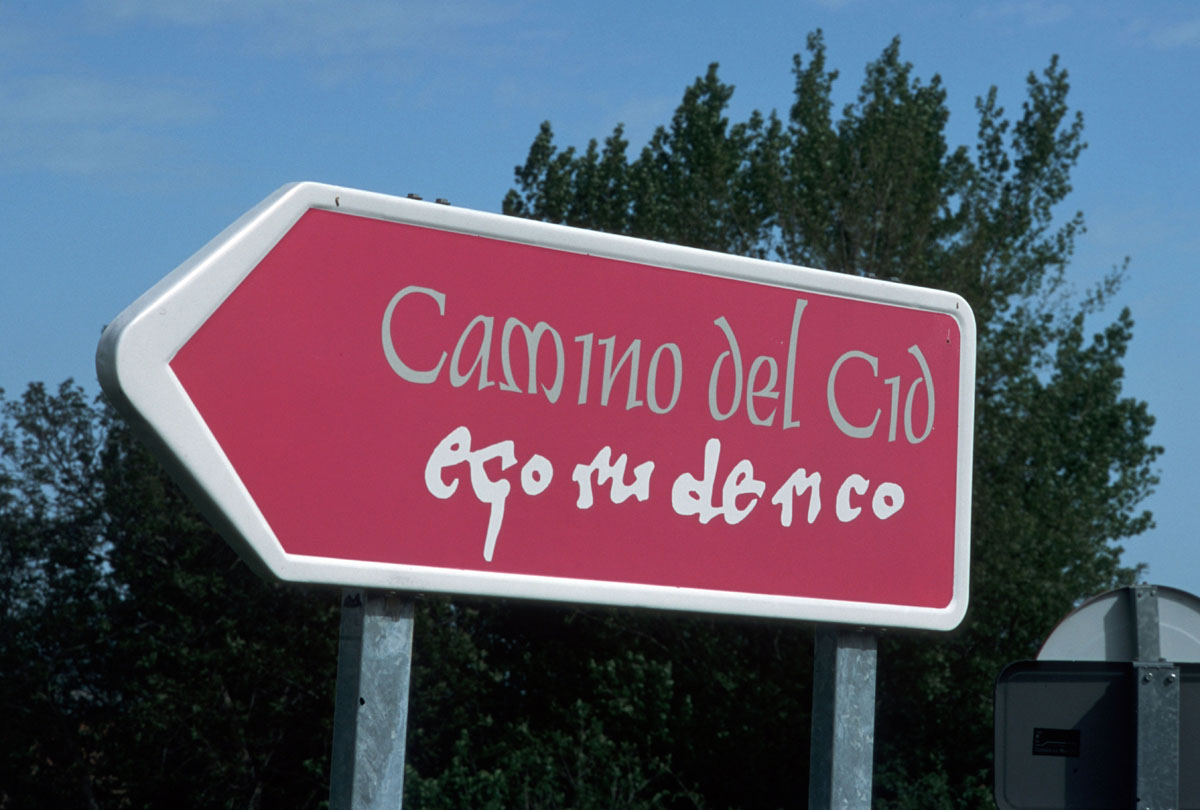 Camino del Cid
ego ruderico